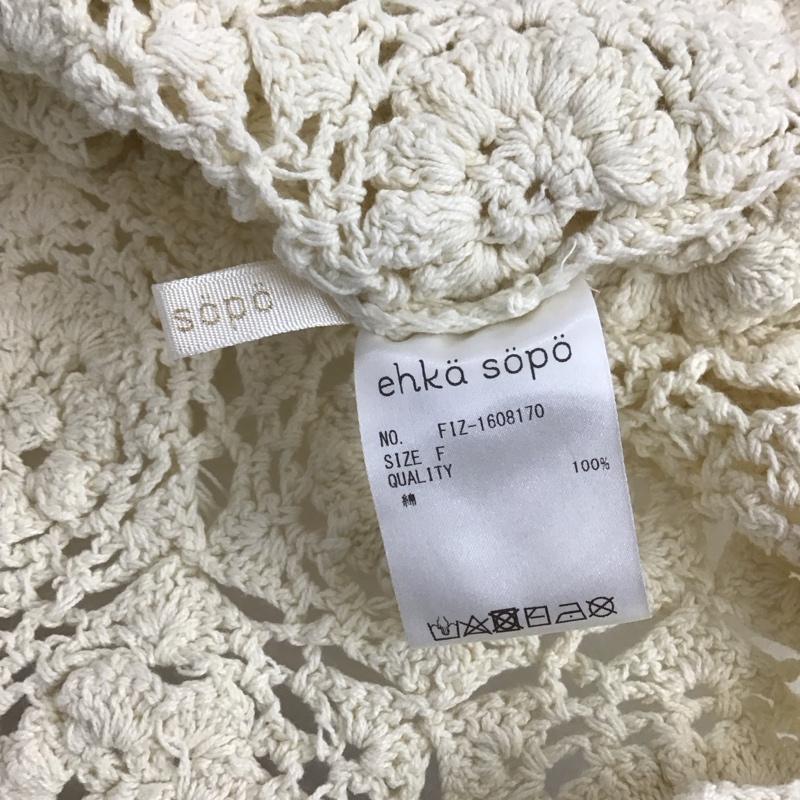 söpö
ehkä söpö
NO. FIZ-1608170
SIZE F
QUALITY 100%
綿